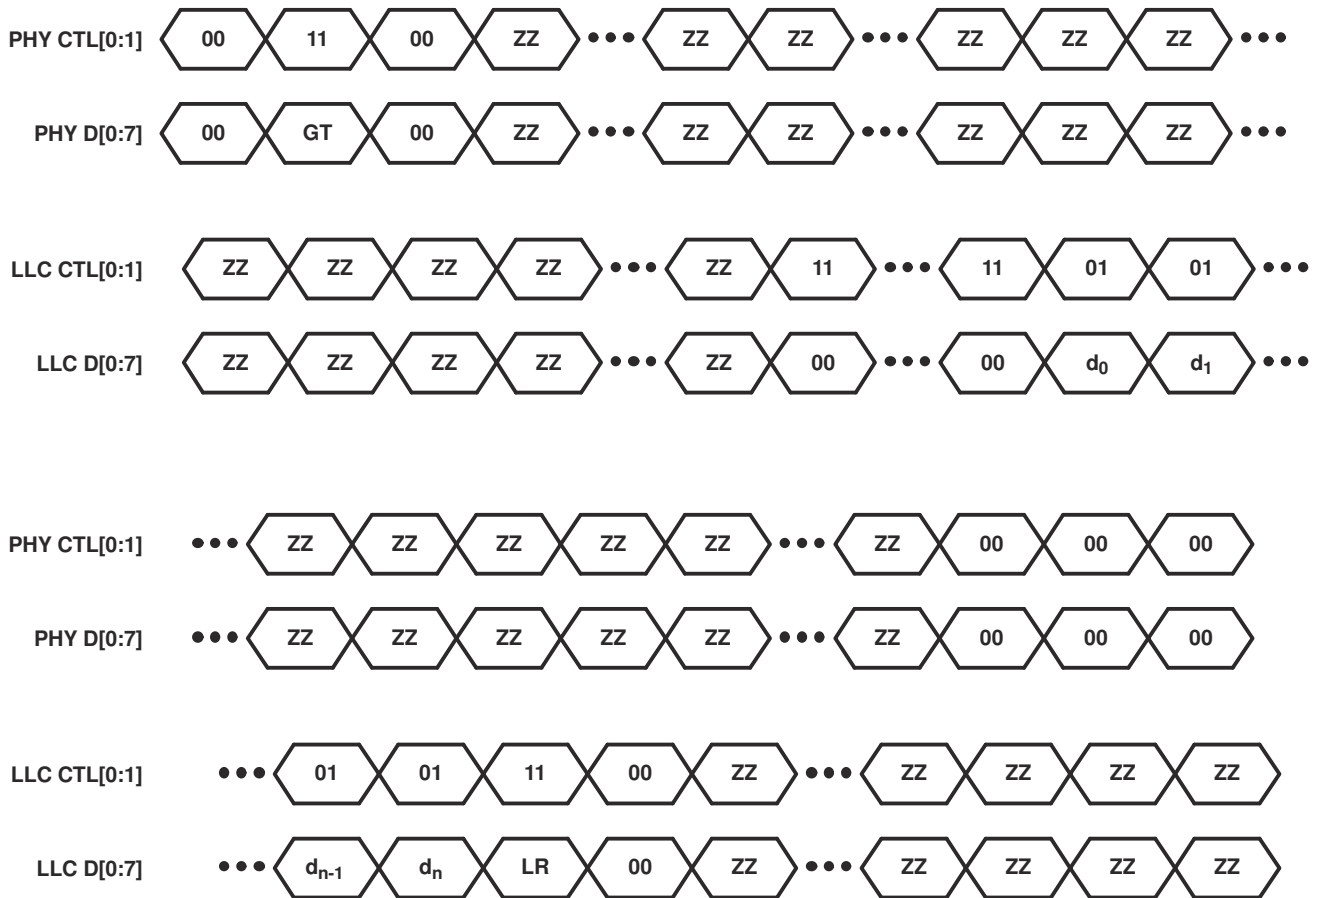 PHY CTL[0:1] 00 11 00 ZZ ••• ZZ ZZ ••• ZZ ZZ ZZ •••
PHY D[0:7] 00 GT 00 ZZ ••• ZZ ZZ ••• ZZ ZZ ZZ •••
LLC CTL[0:1] ZZ ZZ ZZ ZZ ••• ZZ 11 ••• 11 01 01 •••
LLC D[0:7] ZZ ZZ ZZ ZZ ••• ZZ 00 ••• 00 d0 d1 •••
PHY CTL[0:1] ••• ZZ ZZ ZZ ZZ ZZ ••• ZZ 00 00 00
PHY D[0:7] ••• ZZ ZZ ZZ ZZ ZZ ••• ZZ 00 00 00
LLC CTL[0:1] ••• 01 01 11 00 ZZ ••• ZZ ZZ ZZ ZZ
LLC D[0:7] ••• dn-1 dn LR 00 ZZ ••• ZZ ZZ ZZ ZZ